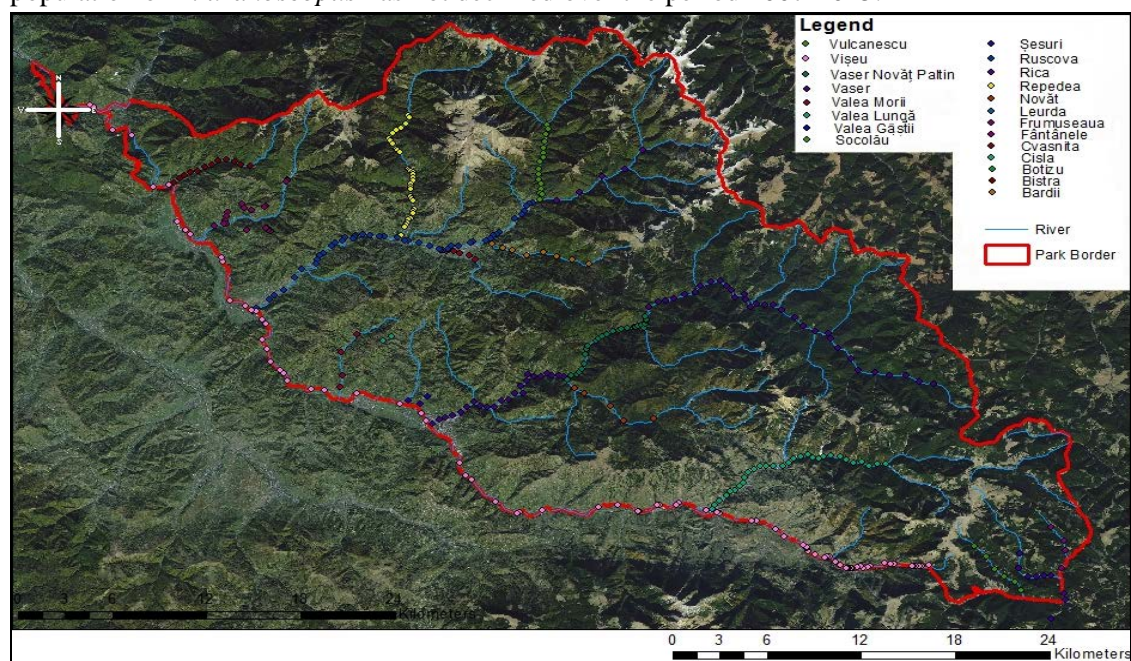 Legend
Vulcanescu
Vișeu
Vaser Novăț Paltin
Vaser
Valea Morii
Valea Lungă
Valea Găștii
Socolău
Șesuri
Ruscova
Rica
Repedea
Novăt
Leurda
Frumuseaua
Fântânele
Cvasnita
Cisla
Botizu
Bistra
Bardii
River
Park Border
N
S
0 3 6 12 18 24
Kilometers
0 3 6 12 18 24
Kilometers